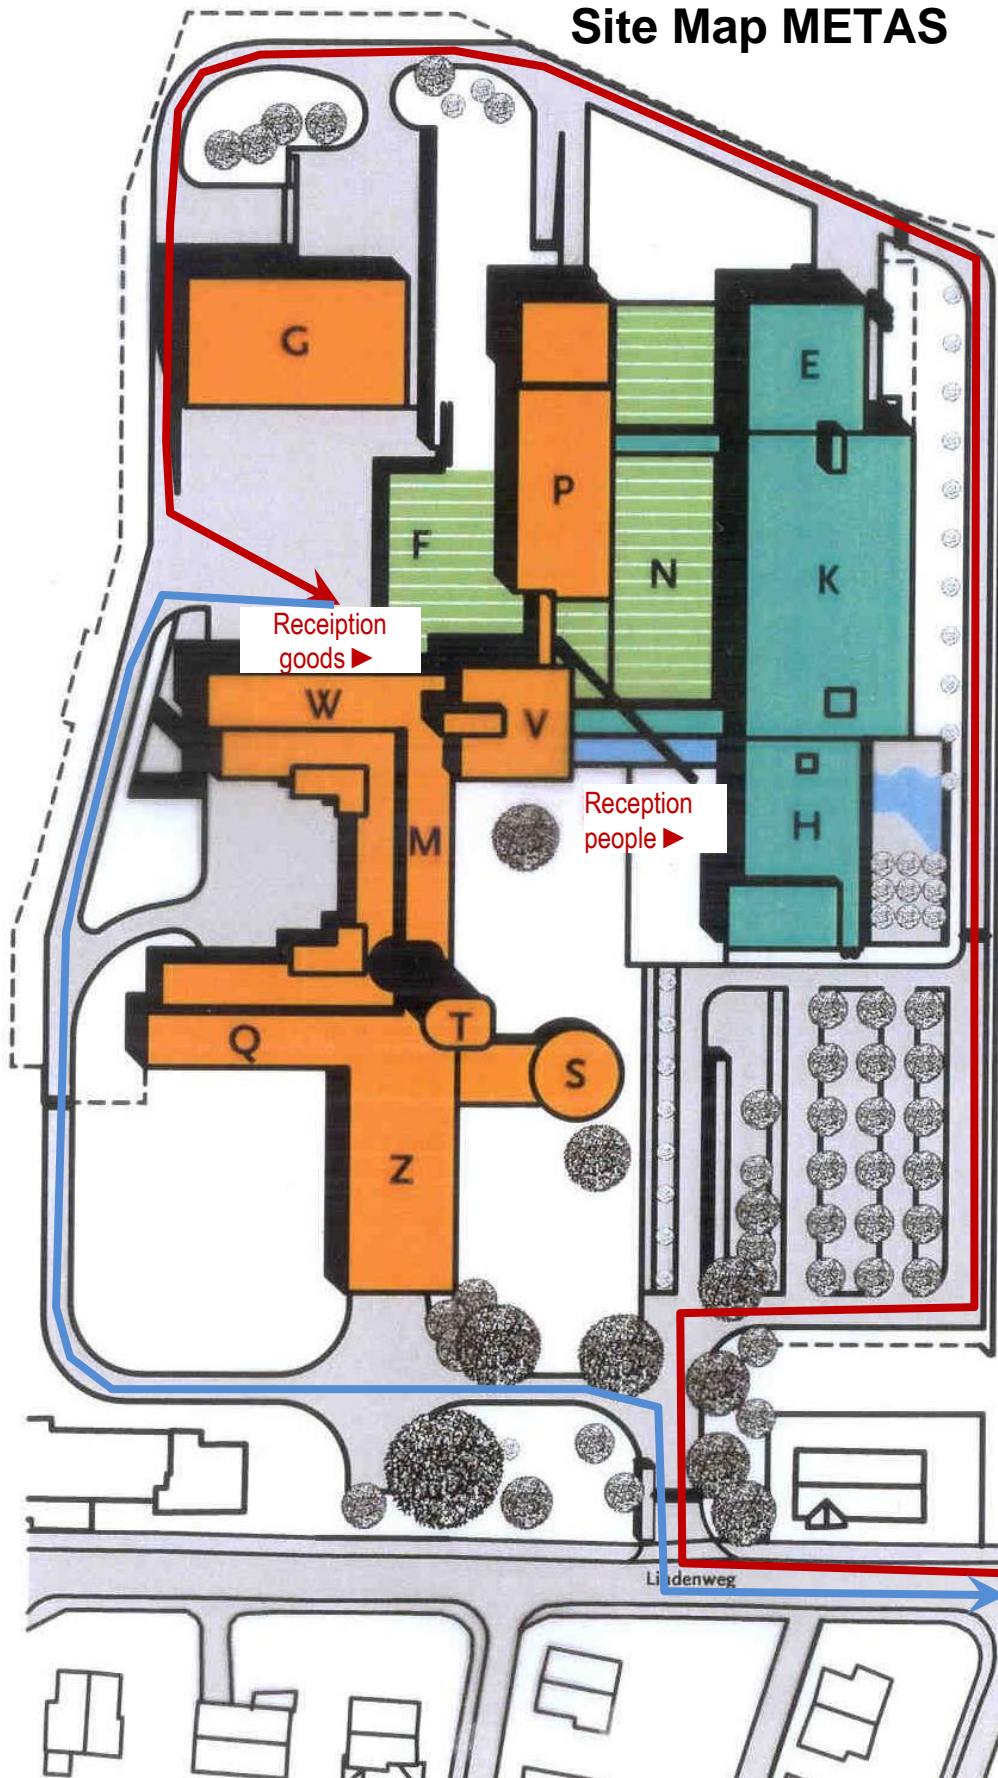 Site Map METAS
G
E
P
F
N
K
Receiption
goods ►
W
V
Reception
people ►
H
M
T
Q
S
Z
Lindenweg